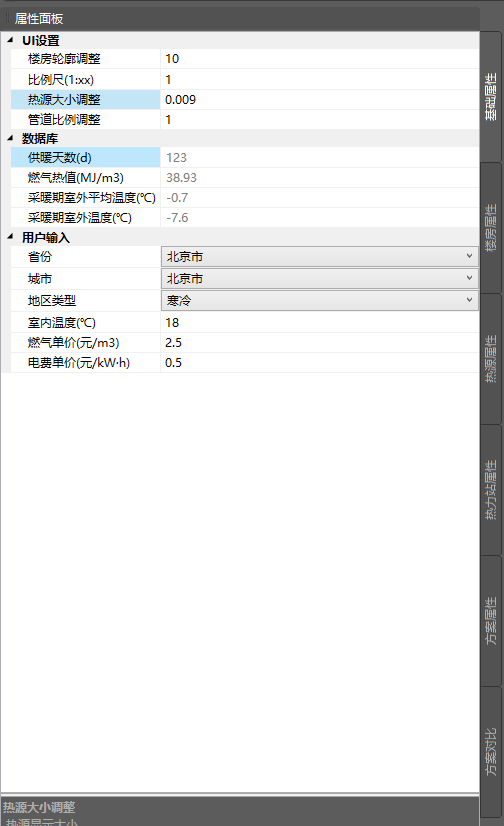 属性面板
UI设置
楼房轮廓调整 10
比例尺(1:xx) 1
热源大小调整 0.009
管道比例调整 1
数据库
供暖天数(d) 123
燃气热值(MJ/m3) 38.93
采暖期室外平均温度(℃) -0.7
采暖期室外温度(℃) -7.6
用户输入
省份 北京市
城市 北京市
地区类型 寒冷
室内温度(℃) 18
燃气单价(元/m3) 2.5
电费单价(元/kW·h) 0.5
基础属性
楼房属性
热源属性
热力站属性
方案属性
方案对比
热源大小调整
热源显示大小